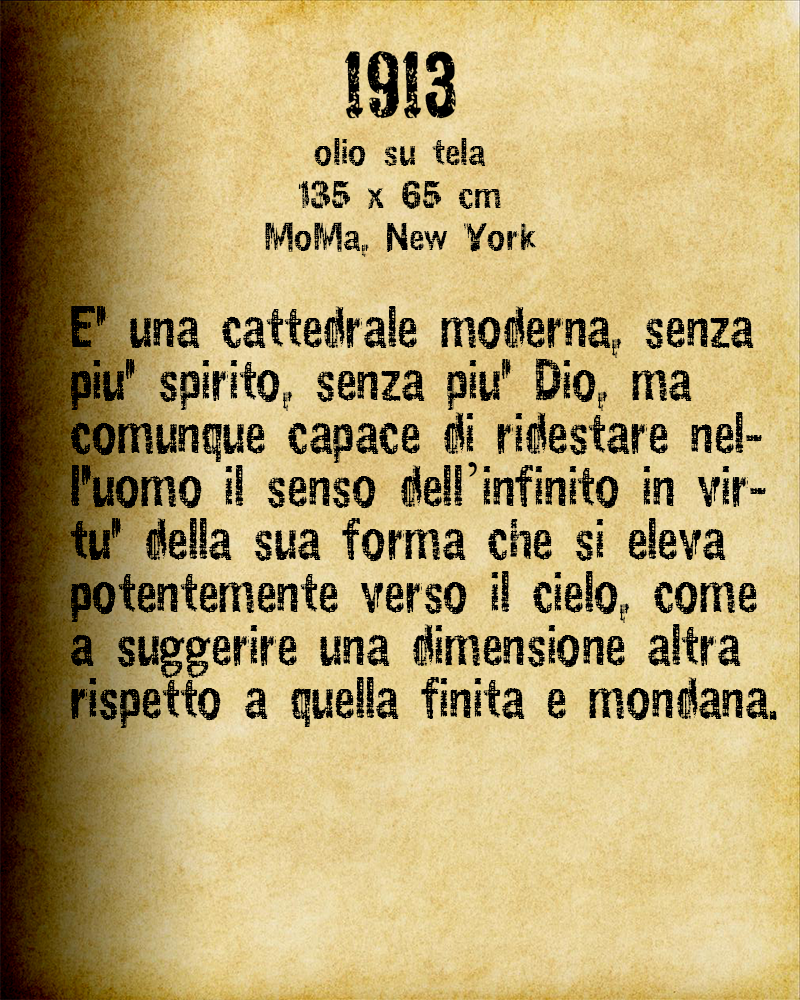 1913
olio su tela
135 x 65 cm
MoMa, New York
E' una cattedrale moderna, senza
piu' spirito, senza piu' Dio, ma
comunque capace di ridestare nel-
l'uomo il senso dell’infinito in vir-
tu' della sua forma che si eleva
potentemente verso il cielo, come
a suggerire una dimensione altra
rispetto a quella finita e mondana.